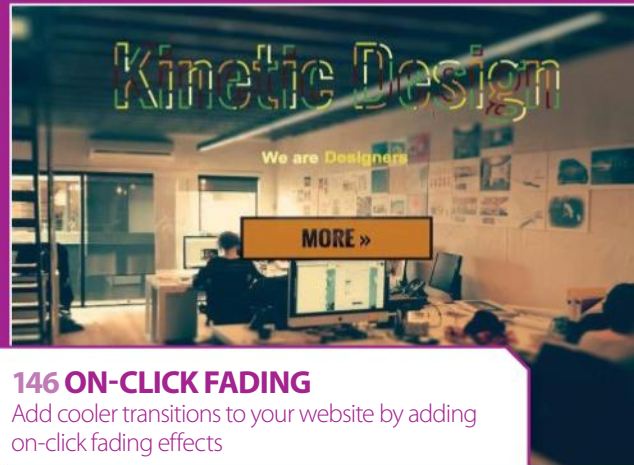 Kinetic Design
We are Designers
MORE »
146 ON-CLICK FADING
Add cooler transitions to your website by adding
on-click fading effects